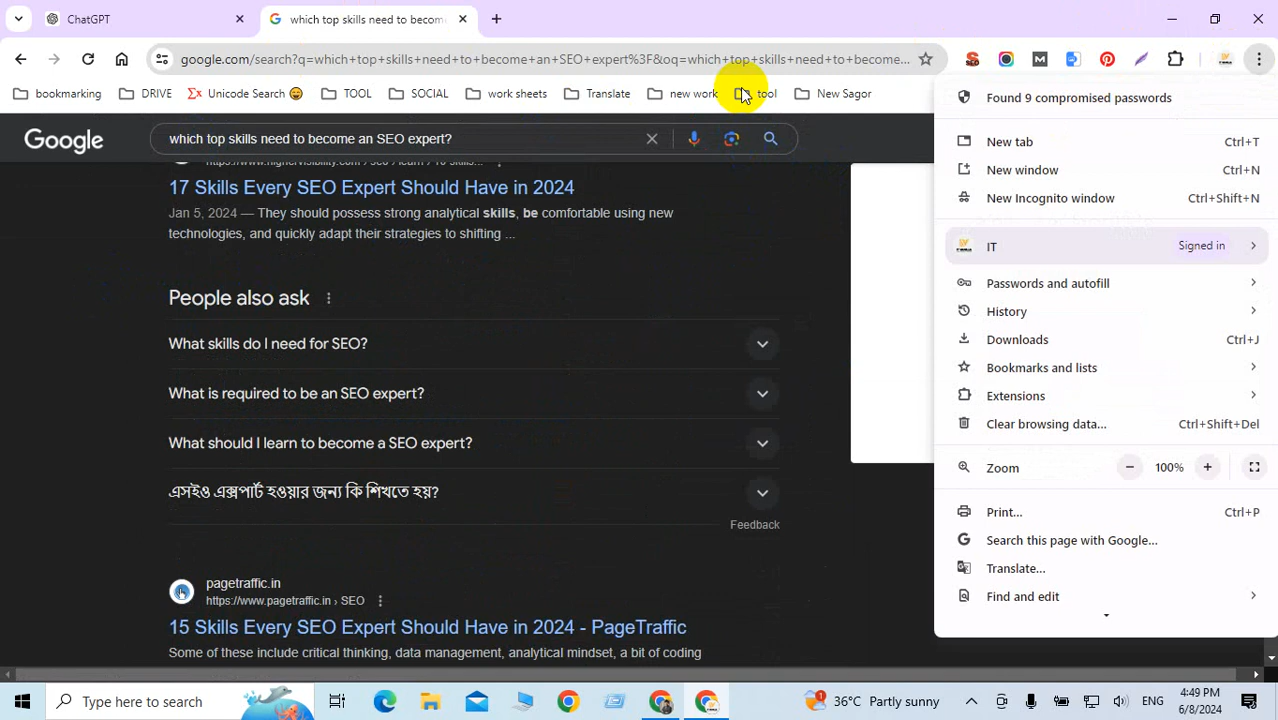 ChatGPT
which top skills need to becom
google.com/search?q=which+top+skills+need+to+become+an+SEO+expert%3F&oq=which+top+skills+need+to+become...
bookmarking
DRIVE
Unicode Search
TOOL
SOCIAL
work sheets
Translate
new work
tool
New Sagor
Google
which top skills need to become an SEO expert?
17 Skills Every SEO Expert Should Have in 2024
Jan 5, 2024 — They should possess strong analytical skills, be comfortable using new
technologies, and quickly adapt their strategies to shifting ...
People also ask
What skills do I need for SEO?
What is required to be an SEO expert?
What should I learn to become a SEO expert?
এসইও এক্সপার্ট হওয়ার জন্য কি শিখতে হয়?
Feedback
pagetraffic.in
https://www.pagetraffic.in › SEO
15 Skills Every SEO Expert Should Have in 2024 - PageTraffic
Some of these include critical thinking, data management, analytical mindset, a bit of coding
Found 9 compromised passwords
New tab Ctrl+T
New window Ctrl+N
New Incognito window Ctrl+Shift+N
IT Signed in
Passwords and autofill
History
Downloads Ctrl+J
Bookmarks and lists
Extensions
Clear browsing data... Ctrl+Shift+Del
Zoom 100%
Print... Ctrl+P
Search this page with Google...
Translate...
Find and edit
Type here to search
36°C Partly sunny
ENG
4:49 PM
6/8/2024